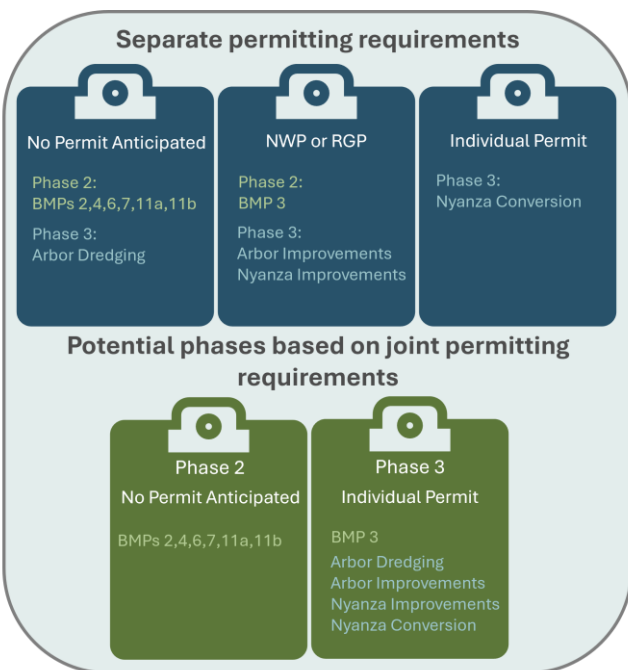 Separate permitting requirements
No Permit Anticipated
Phase 2:
BMPs 2,4,6,7,11a,11b
Phase 3:
Arbor Dredging
NWP or RGP
Phase 2:
BMP 3
Phase 3:
Arbor Improvements
Nyanza Improvements
Individual Permit
Phase 3:
Nyanza Conversion
Potential phases based on joint permitting
requirements
Phase 2
No Permit Anticipated
BMPs 2,4,6,7,11a,11b
Phase 3
Individual Permit
BMP 3
Arbor Dredging
Arbor Improvements
Nyanza Improvements
Nyanza Conversion